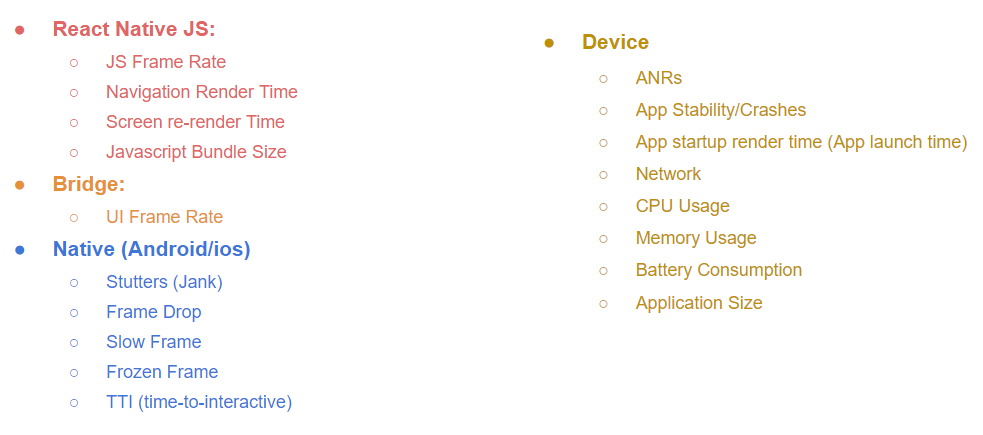 ● React Native JS:
○ JS Frame Rate
○ Navigation Render Time
○ Screen re-render Time
○ Javascript Bundle Size
● Bridge:
○ UI Frame Rate
● Native (Android/ios)
○ Stutters (Jank)
○ Frame Drop
○ Slow Frame
○ Frozen Frame
○ TTI (time-to-interactive)
● Device
○ ANRs
○ App Stability/Crashes
○ App startup render time (App launch time)
○ Network
○ CPU Usage
○ Memory Usage
○ Battery Consumption
○ Application Size